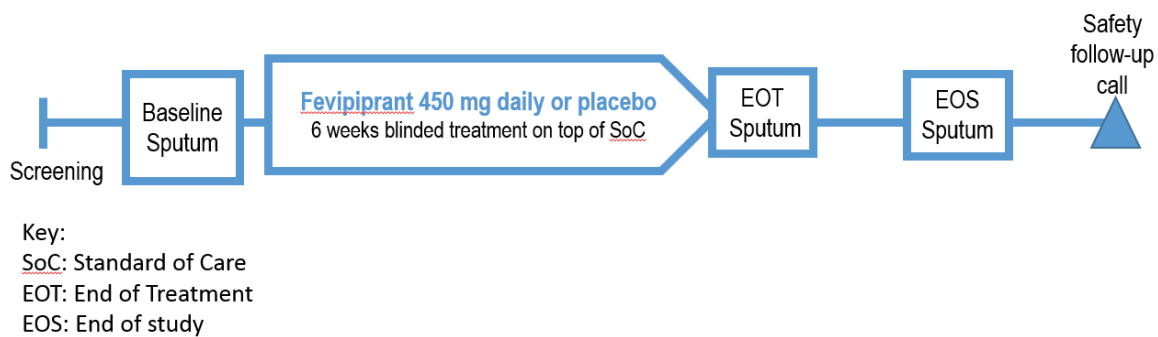 Screening
Baseline
Sputum
Fevipiprant 450 mg daily or placebo
6 weeks blinded treatment on top of SoC
EOT
Sputum
EOS
Sputum
Safety
follow-up
call
Key:
SoC: Standard of Care
EOT: End of Treatment
EOS: End of study